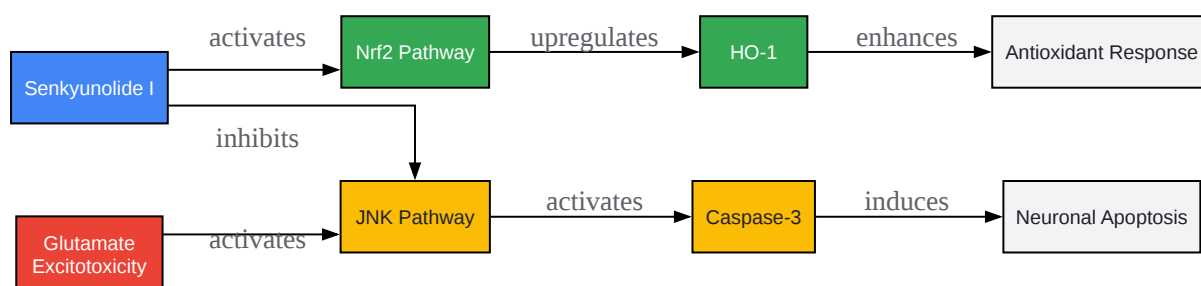 activates
upregulates
enhances
Senkyunolide I
Nrf2 Pathway
HO-1
Antioxidant Response
inhibits
JNK Pathway
activates
Caspase-3
induces
Neuronal Apoptosis
Glutamate
Excitotoxicity
activates